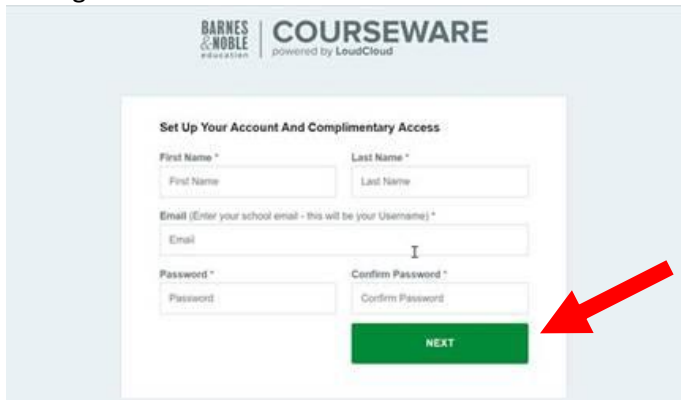 BARNES
&NOBLE
education
COURSEWARE
powered by LoudCloud
Set Up Your Account And Complimentary Access
First Name * Last Name *
First Name Last Name
Email (Enter your school email - this will be your Username) *
Email
Password * Confirm Password *
Password Confirm Password
NEXT